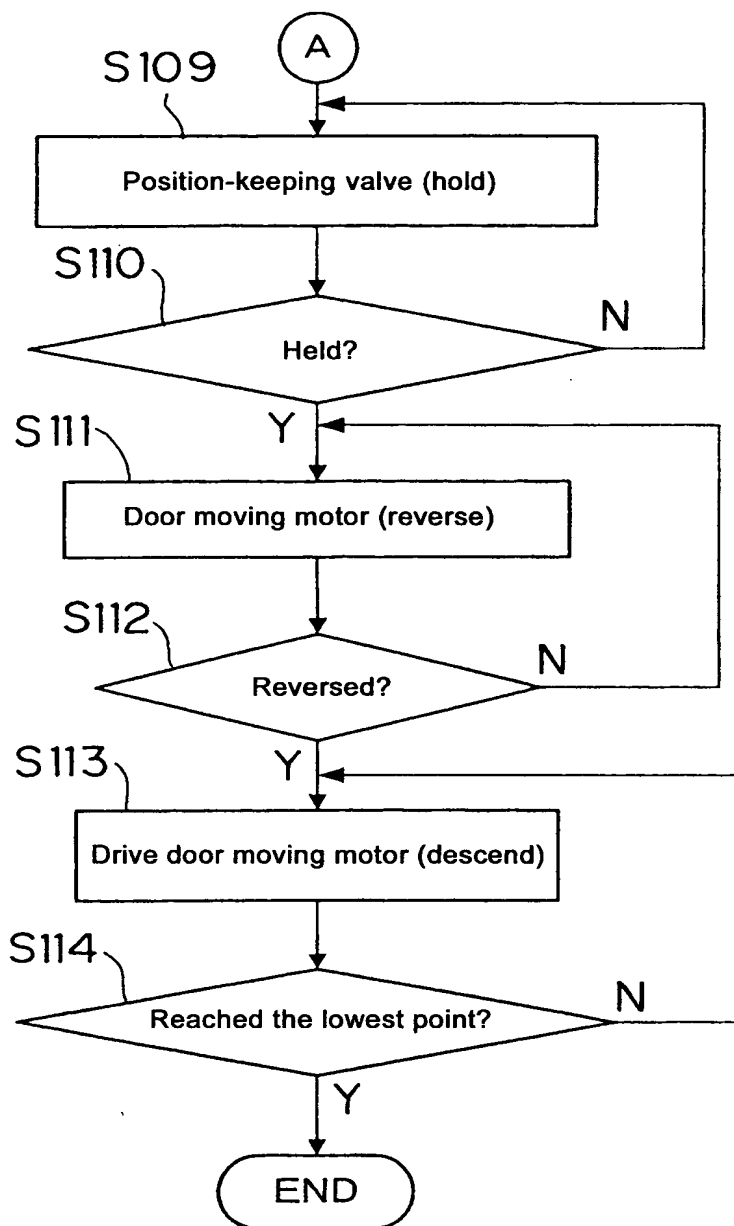 A
S109
Position-keeping valve (hold)
S110
Held?
N
Y
S111
Door moving motor (reverse)
S112
Reversed?
N
Y
S113
Drive door moving motor (descend)
S114
Reached the lowest point?
N
Y
END